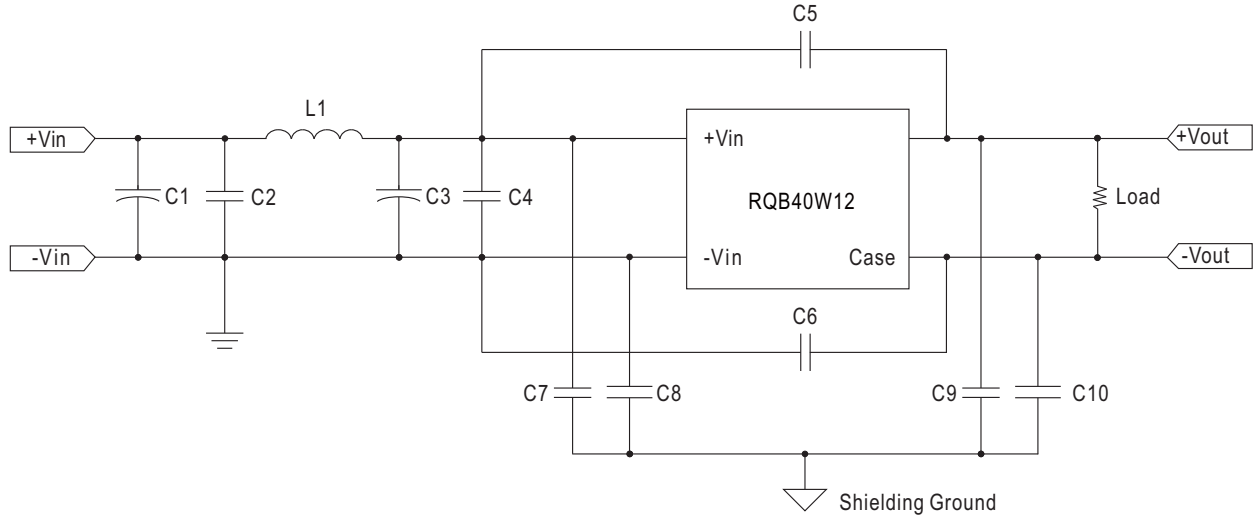 C5
L1
+Vin
+Vin
+Vout
C1
C2
C3
C4
RQB40W12
Load
-Vin
-Vin
Case
-Vout
C6
C7
C8
C9
C10
Shielding Ground